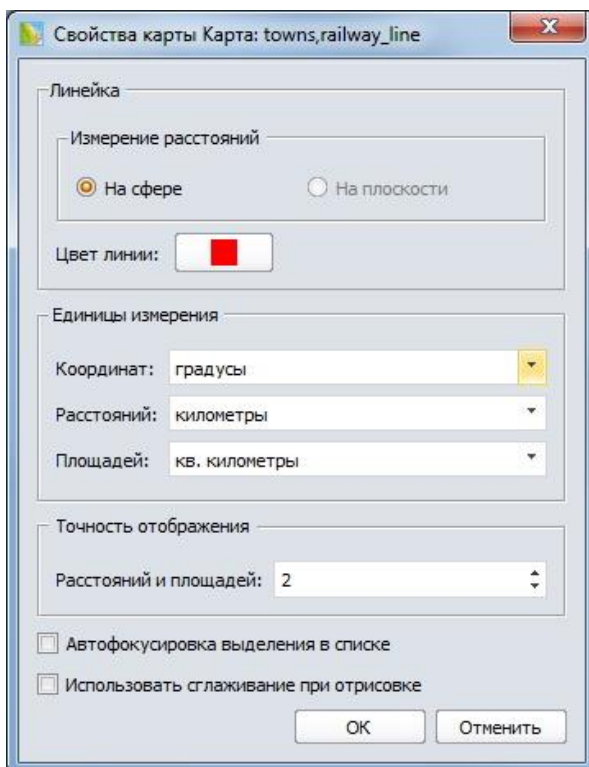 Свойства карты Карта: towns,railway_line
Линейка
Измерение расстояний
На сфере
На плоскости
Цвет линии:
Единицы измерения
Координат: градусы
Расстояний: километры
Площадей: кв. километры
Точность отображения
Расстояний и площадей: 2
Автофокусировка выделения в списке
Использовать сглаживание при отрисовке
ОК Отменить